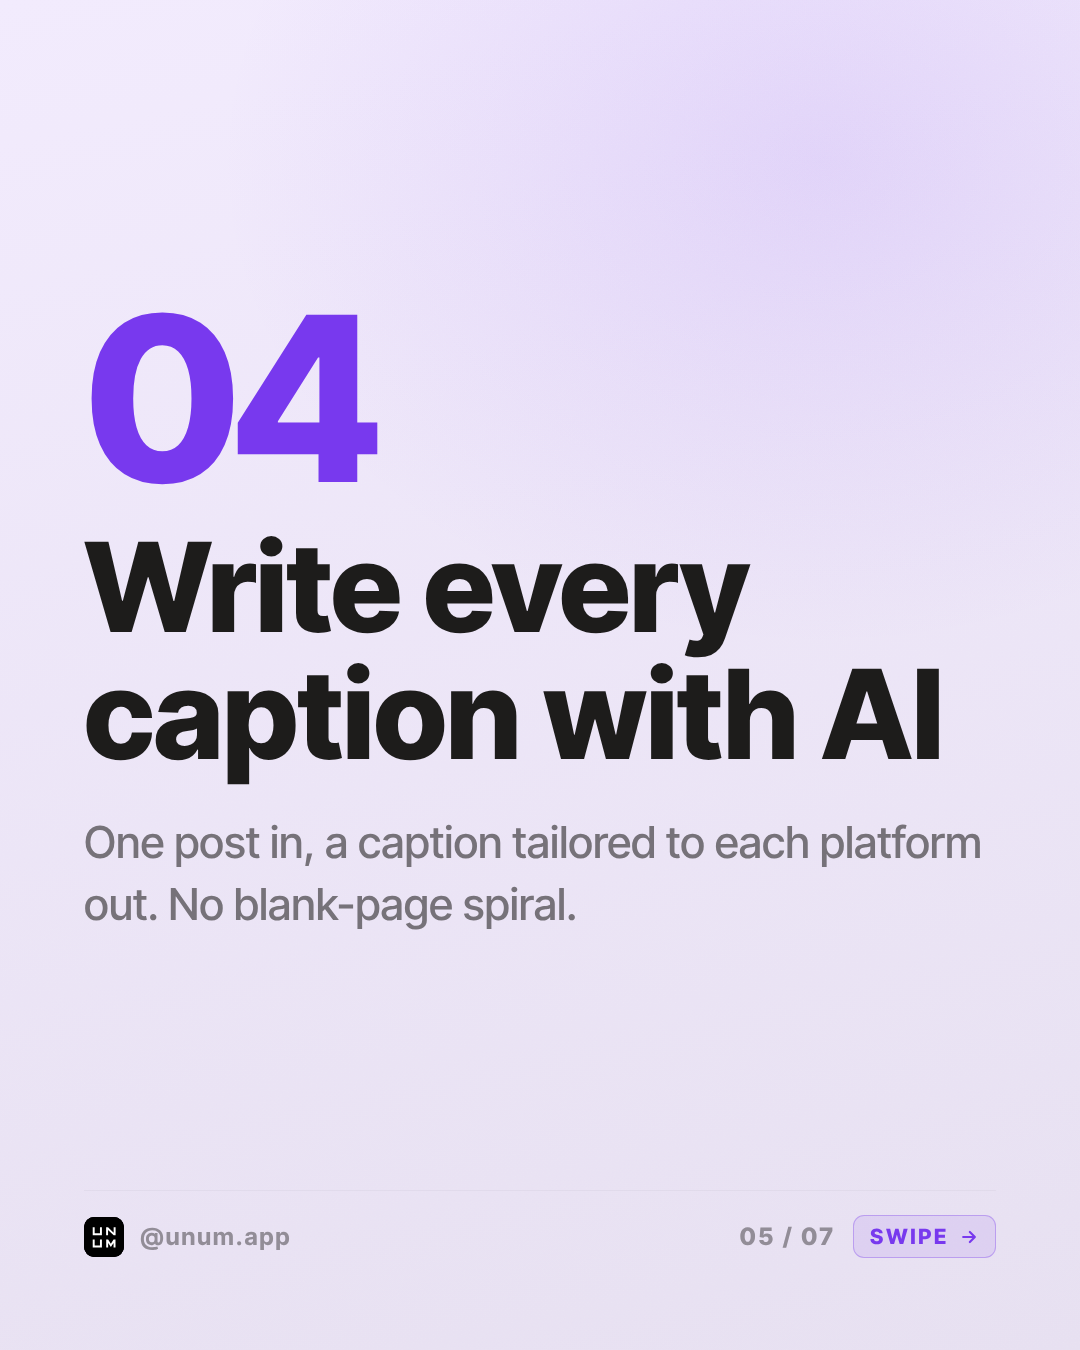 04
Write every
caption with AI
One post in, a caption tailored to each platform
out. No blank-page spiral.
UN
UM
@unum.app
05 / 07
SWIPE →